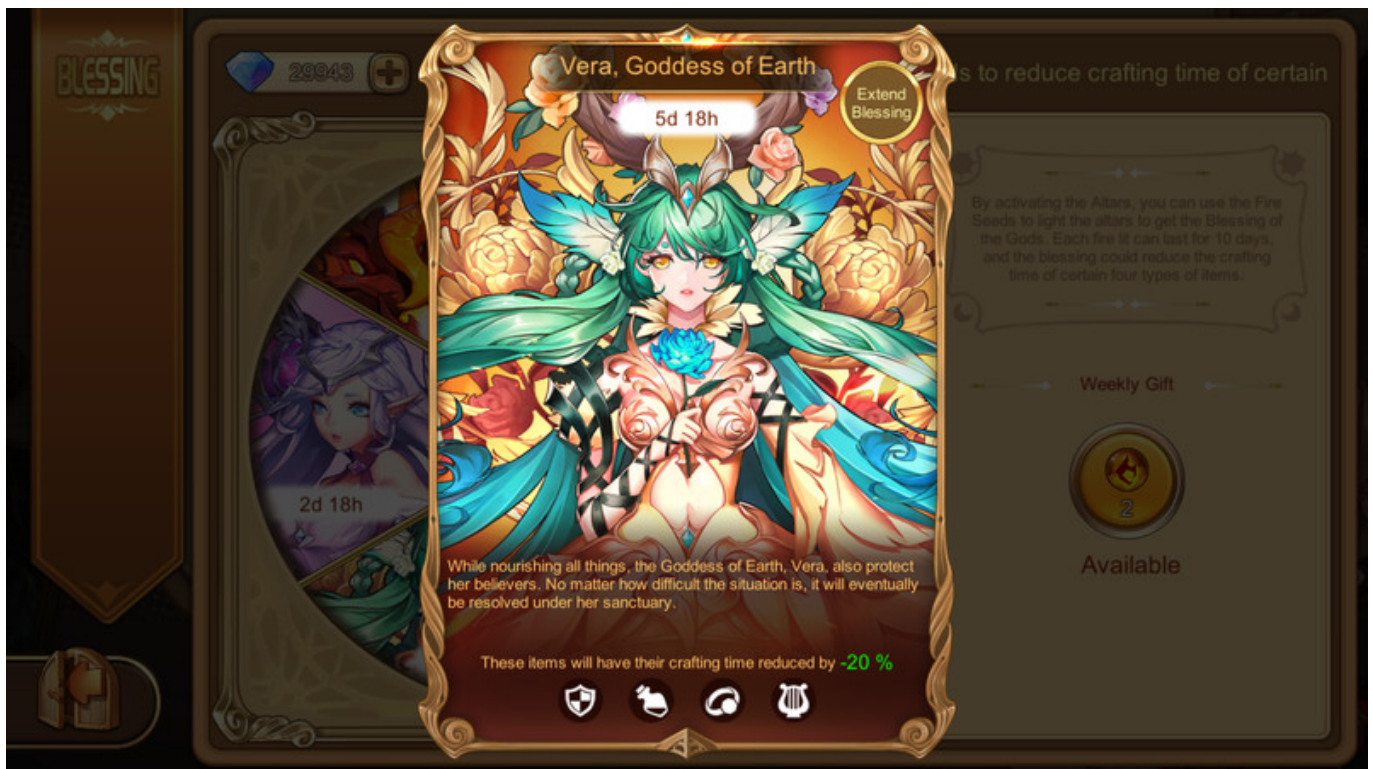 BLESSING
29943
s to reduce crafting time of certain
Vera, Goddess of Earth
5d 18h
Extend
Blessing
By activating the Altars, you can use the Fire
Seeds to light the altars to get the Blessing of
the Gods. Each fire lit can last for 10 days,
and the blessing could reduce the crafting
time of certain four types of items.
Weekly Gift
2
Available
2d 18h
While nourishing all things, the Goddess of Earth, Vera, also protect
her believers. No matter how difficult the situation is, it will eventually
be resolved under her sanctuary.
These items will have their crafting time reduced by -20 %